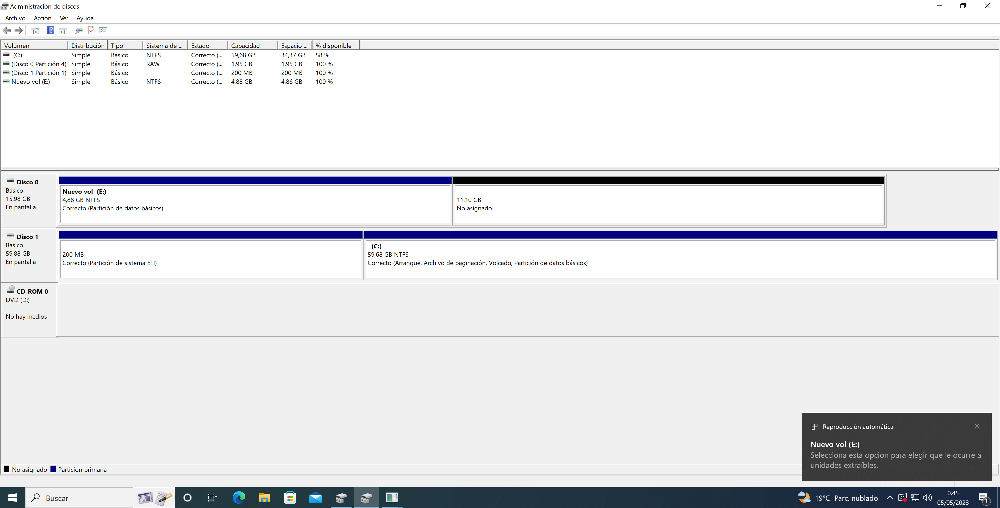 Administración de discos
Archivo Acción Ver Ayuda
Volumen Distribución Tipo Sistema de ... Estado Capacidad Espacio ... % disponible
(C:) Simple Básico NTFS Correcto (... 59,68 GB 34,37 GB 58 %
(Disco 0 Partición 4) Simple Básico RAW Correcto (... 1,95 GB 1,95 GB 100 %
(Disco 1 Partición 1) Simple Básico Correcto (... 200 MB 200 MB 100 %
Nuevo vol (E:) Simple Básico NTFS Correcto (... 4,88 GB 4,86 GB 100 %
Disco 0
Básico
15,98 GB
En pantalla
Nuevo vol (E:)
4,88 GB NTFS
Correcto (Partición de datos básicos)
11,10 GB
No asignado
Disco 1
Básico
59,88 GB
En pantalla
200 MB
Correcto (Partición de sistema EFI)
(C:)
59,68 GB NTFS
Correcto (Arranque, Archivo de paginación, Volcado, Partición de datos básicos)
CD-ROM 0
DVD (D:)
No hay medios
Reproducción automática
Nuevo vol (E:)
Selecciona esta opción para elegir qué le ocurre a
unidades extraíbles.
No asignado Partición primaria
Buscar
19°C Parc. nublado
0:45
05/05/2023
1